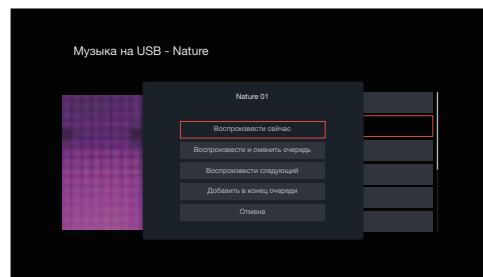 Музыка на USB - Nature
Nature 01
Воспроизвести сейчас
Воспроизвести и сменить очередь
Воспроизвести следующий
Добавить в конец очереди
Отмена